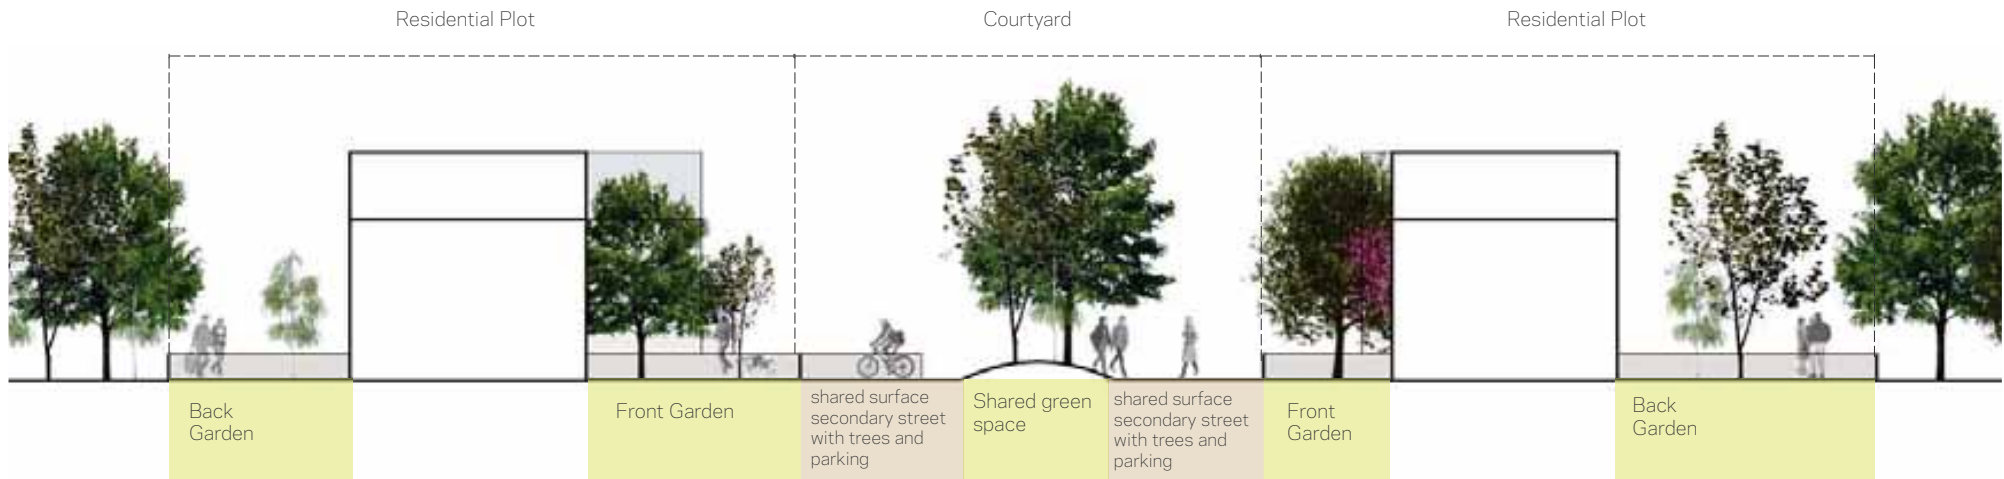 Residential Plot
Courtyard
Residential Plot
Back
Garden
Front Garden
shared surface
secondary street
with trees and
parking
Shared green
space
shared surface
secondary street
with trees and
parking
Front
Garden
Back
Garden